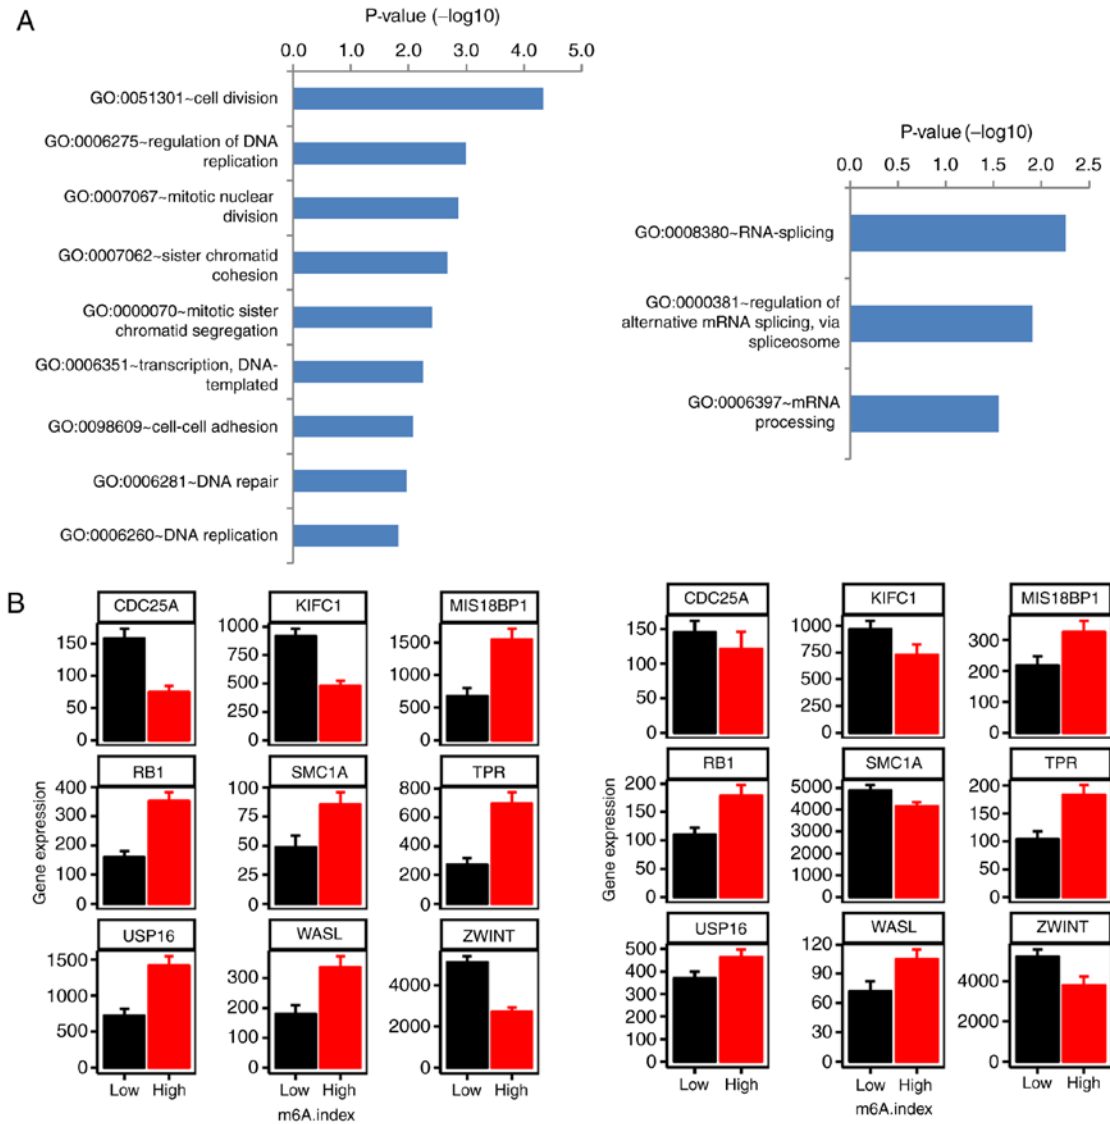 A
P-value (−log10)
0.0 1.0 2.0 3.0 4.0 5.0
GO:0051301~cell division
GO:0006275~regulation of DNA
replication
GO:0007067~mitotic nuclear
division
GO:0007062~sister chromatid
cohesion
GO:0000070~mitotic sister
chromatid segregation
GO:0006351~transcription, DNA-
templated
GO:0098609~cell-cell adhesion
GO:0006281~DNA repair
GO:0006260~DNA replication
P-value (−log10)
0.0 0.5 1.0 1.5 2.0 2.5
GO:0008380~RNA-splicing
GO:0000381~regulation of
alternative mRNA splicing, via
spliceosome
GO:0006397~mRNA
processing
B
Gene expression
CDC25A
150
100
50
0
KIFC1
1000
750
500
250
0
MIS18BP1
1500
1000
500
0
RB1
400
300
200
100
0
SMC1A
100
75
50
25
0
TPR
800
600
400
200
0
USP16
1500
1000
500
0
WASL
300
200
100
0
ZWINT
4000
2000
0
Low High
Low High
Low High
m6A.index
Gene expression
CDC25A
150
100
50
0
KIFC1
1000
750
500
250
0
MIS18BP1
300
200
100
0
RB1
200
150
100
50
0
SMC1A
5000
4000
3000
2000
1000
0
TPR
200
150
100
50
0
USP16
500
400
300
200
100
0
WASL
120
90
60
30
0
ZWINT
4000
2000
0
Low High
Low High
Low High
m6A.index